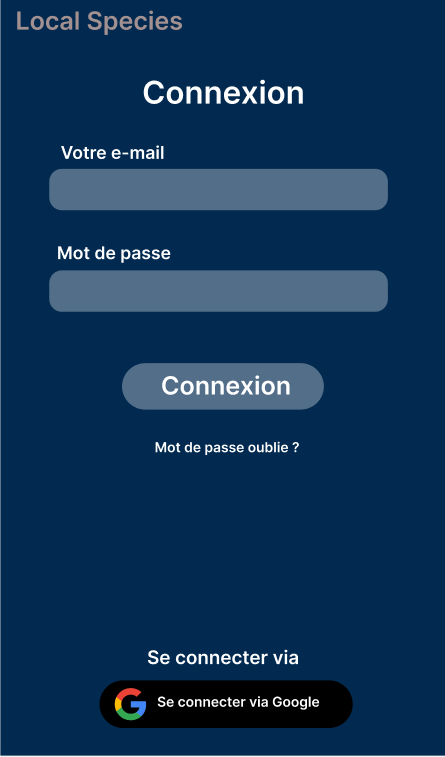 Local Species
Connexion
Votre e-mail
Mot de passe
Connexion
Mot de passe oublie ?
Se connecter via
Se connecter via Google